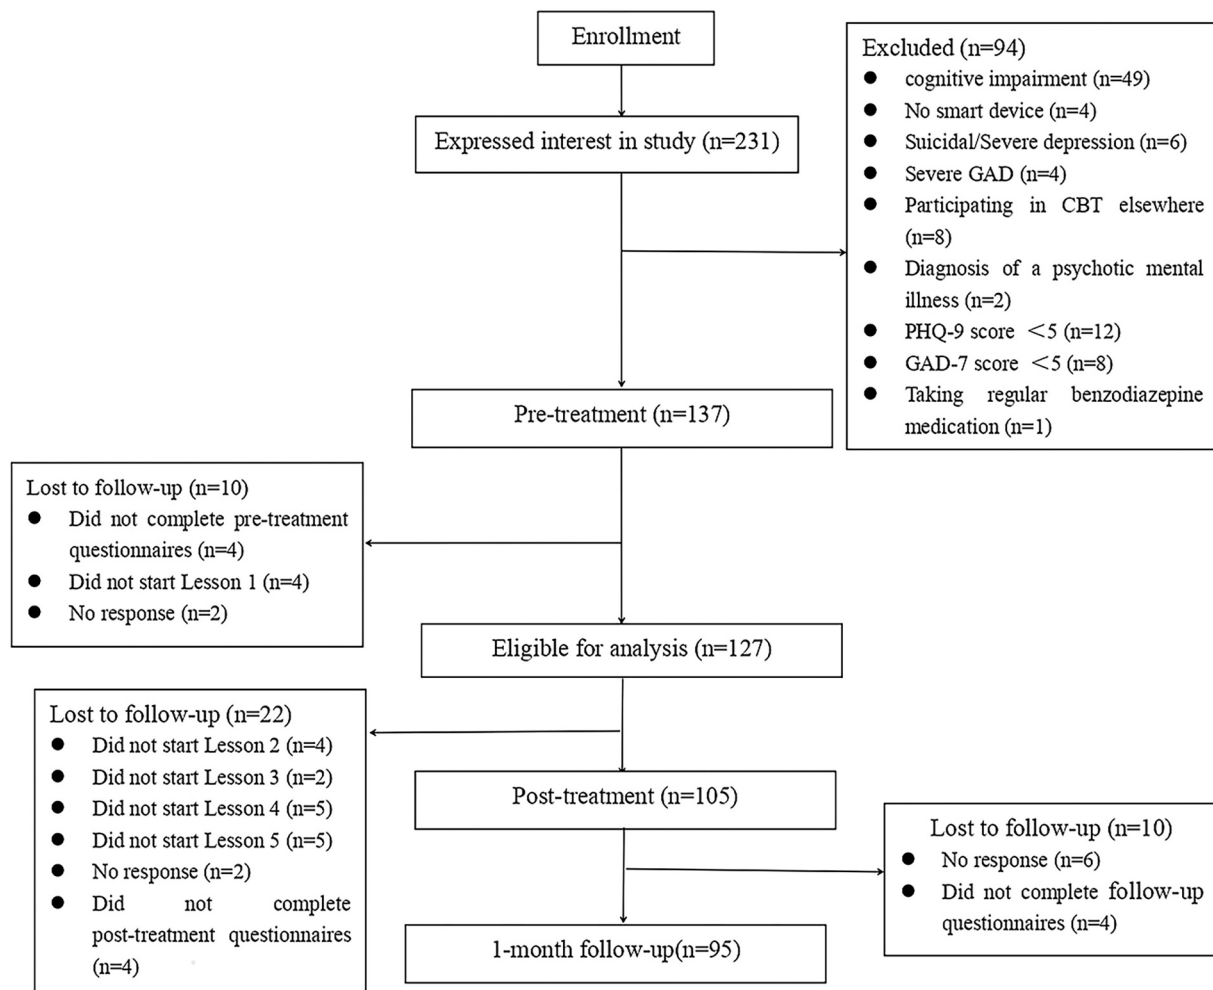 Enrollment
Expressed interest in study (n=231)
Excluded (n=94)
● cognitive impairment (n=49)
● No smart device (n=4)
● Suicidal/Severe depression (n=6)
● Severe GAD (n=4)
● Participating in CBT elsewhere
(n=8)
● Diagnosis of a psychotic mental
illness (n=2)
● PHQ-9 score ＜5 (n=12)
● GAD-7 score ＜5 (n=8)
● Taking regular benzodiazepine
medication (n=1)
Pre-treatment (n=137)
Lost to follow-up (n=10)
● Did not complete pre-treatment
questionnaires (n=4)
● Did not start Lesson 1 (n=4)
● No response (n=2)
Eligible for analysis (n=127)
Lost to follow-up (n=22)
● Did not start Lesson 2 (n=4)
● Did not start Lesson 3 (n=2)
● Did not start Lesson 4 (n=5)
● Did not start Lesson 5 (n=5)
● No response (n=2)
● Did not complete
post-treatment questionnaires
(n=4)
Post-treatment (n=105)
Lost to follow-up (n=10)
● No response (n=6)
● Did not complete follow-up
questionnaires (n=4)
1-month follow-up(n=95)